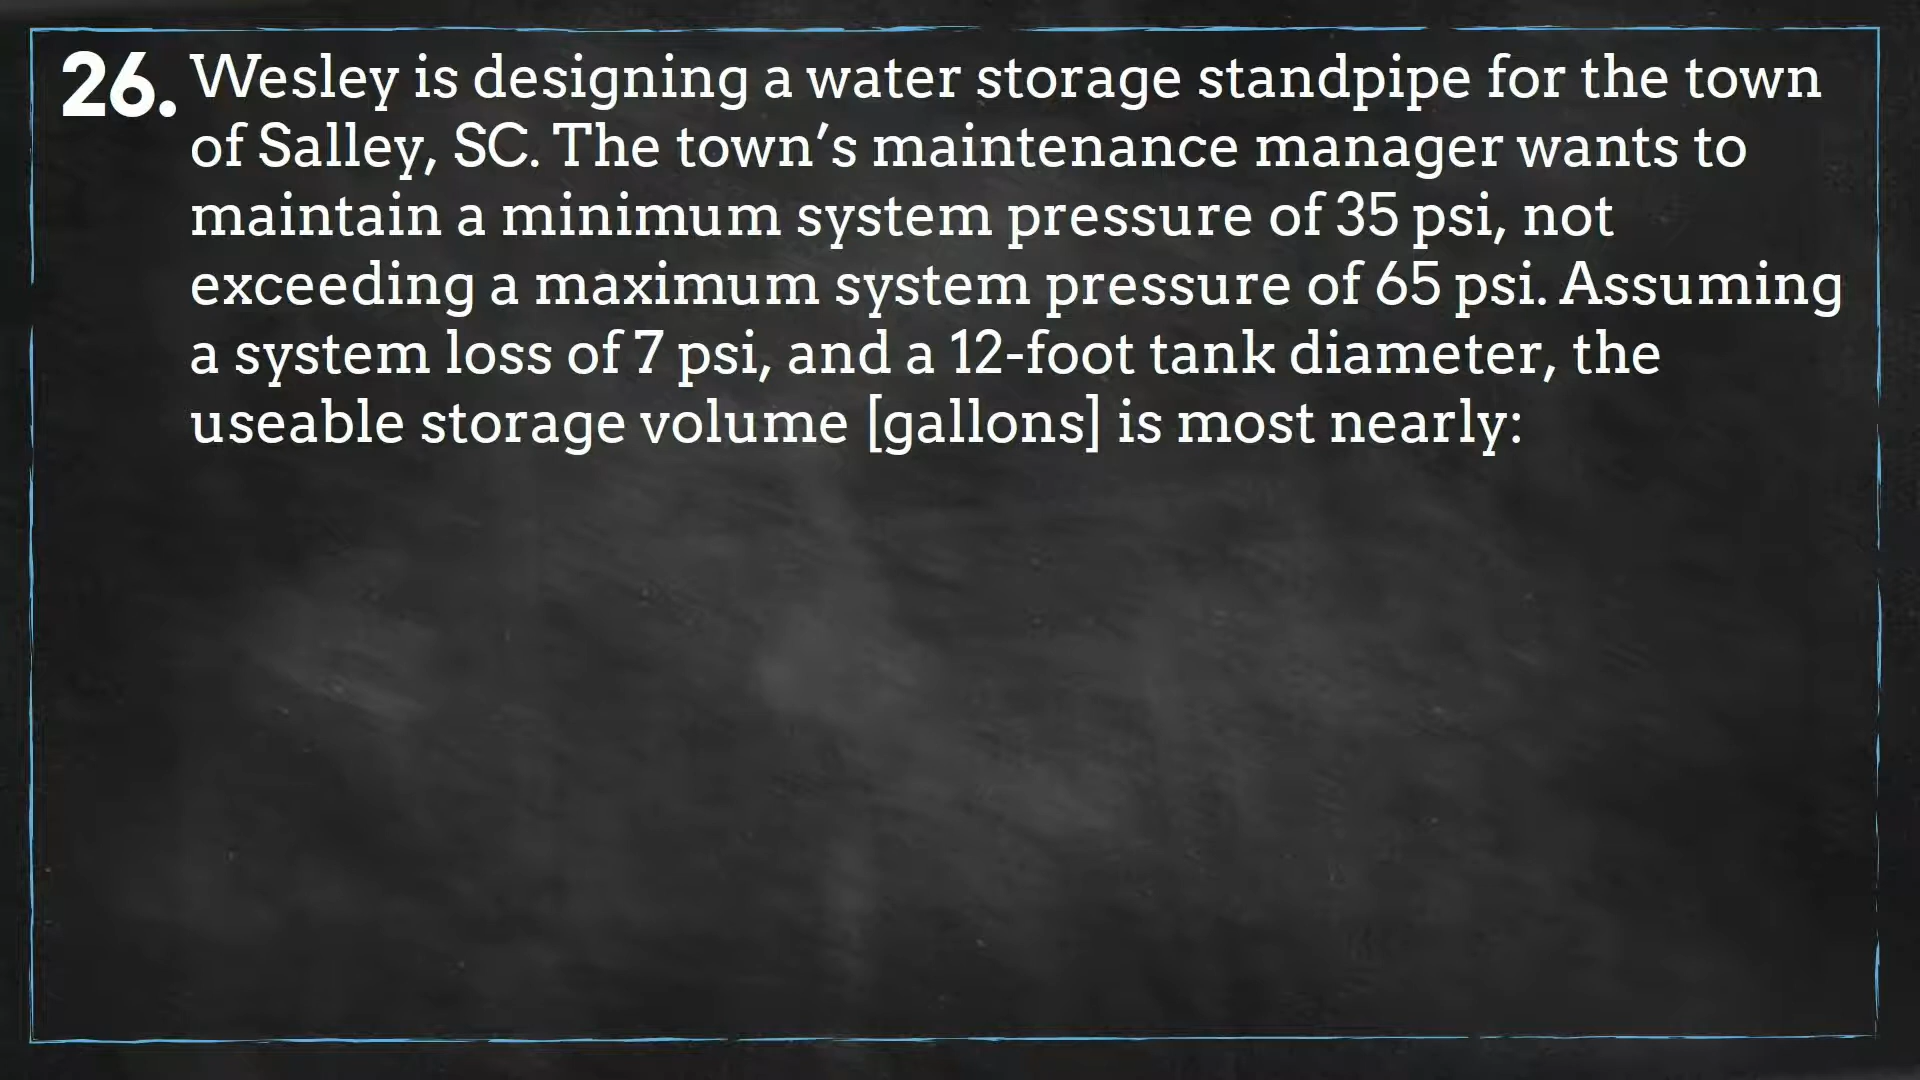 26. Wesley is designing a water storage standpipe for the town
of Salley, SC. The town’s maintenance manager wants to
maintain a minimum system pressure of 35 psi, not
exceeding a maximum system pressure of 65 psi. Assuming
a system loss of 7 psi, and a 12-foot tank diameter, the
useable storage volume [gallons] is most nearly: